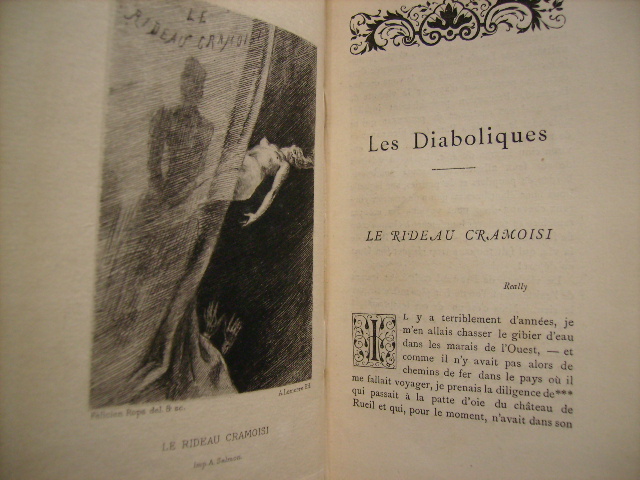 LE
RIDEAU CRAMOISI
Félicien Rops del. & sc.
A Lemerre Ed.
LE RIDEAU CRAMOISI
Imp. A. Salmon.
Les Diaboliques
LE RIDEAU CRAMOISI
Really
IL y a terriblement d'années, je
m'en allais chasser le gibier d'eau
dans les marais de l'Ouest, — et
comme il n'y avait pas alors de
chemins de fer dans le pays où il
me fallait voyager, je prenais la diligence de***
qui passait à la patte d'oie du château de
Rueil et qui, pour le moment, n'avait dans son